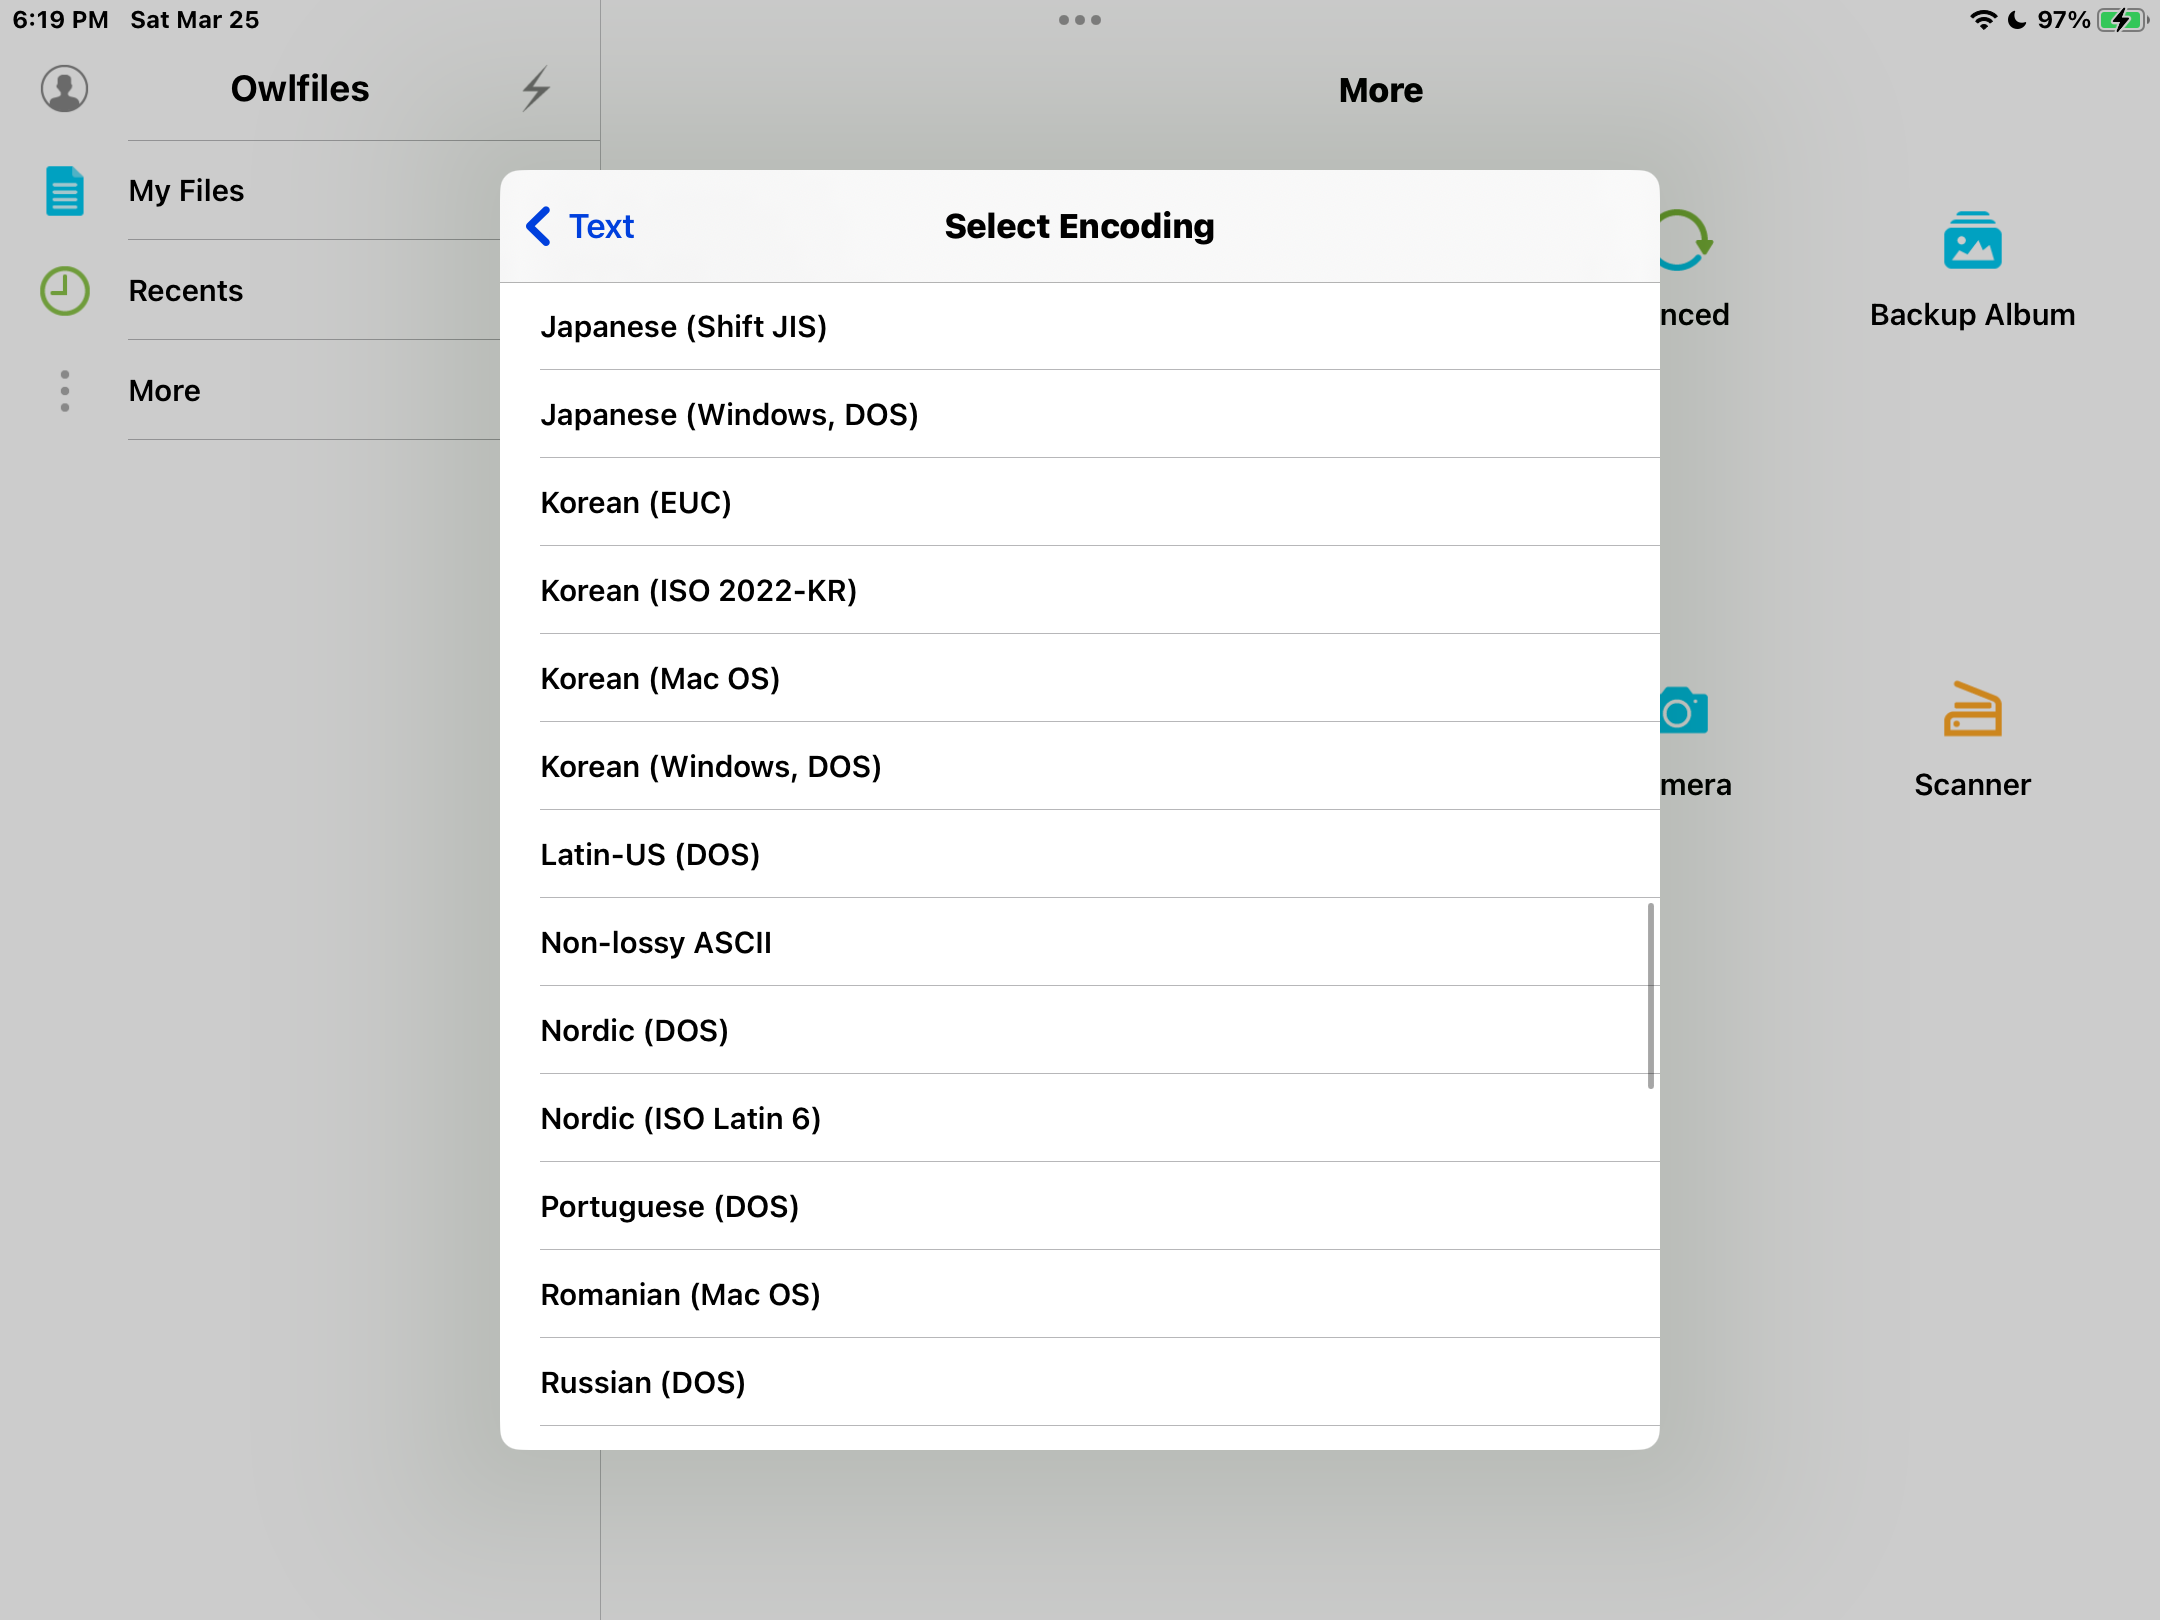 6:19 PM Sat Mar 25
97%
Owlfiles
More
My Files
Recents
More
Text
Select Encoding
Japanese (Shift JIS)
Japanese (Windows, DOS)
Korean (EUC)
Korean (ISO 2022-KR)
Korean (Mac OS)
Korean (Windows, DOS)
Latin-US (DOS)
Non-lossy ASCII
Nordic (DOS)
Nordic (ISO Latin 6)
Portuguese (DOS)
Romanian (Mac OS)
Russian (DOS)
nced
Backup Album
mera
Scanner